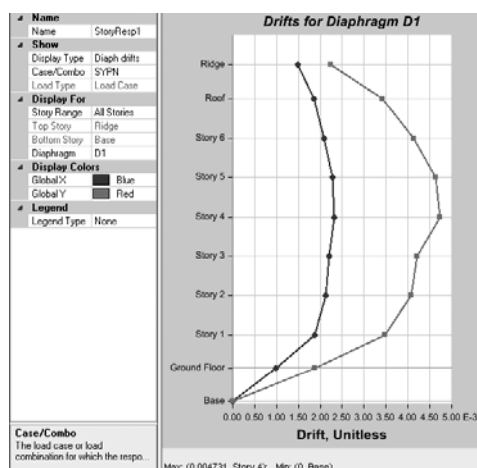 Name
Name StoryResp1
Show
Display Type Diaph drifts
Case/Combo SYPN
Load Type Load Case
Display For
Story Range All Stories
Top Story Ridge
Bottom Story Base
Diaphragm D1
Display Colors
Global X Blue
Global Y Red
Legend
Legend Type None
Case/Combo
The load case or load
combination for which the respo...
Drifts for Diaphragm D1
Ridge
Roof
Story 6
Story 5
Story 4
Story 3
Story 2
Story 1
Ground Floor
Base
0.00 0.50 1.00 1.50 2.00 2.50 3.00 3.50 4.00 4.50 5.00 E-3
Drift, Unitless
Max: (0.004731, Story 4); Min: (0, Base)